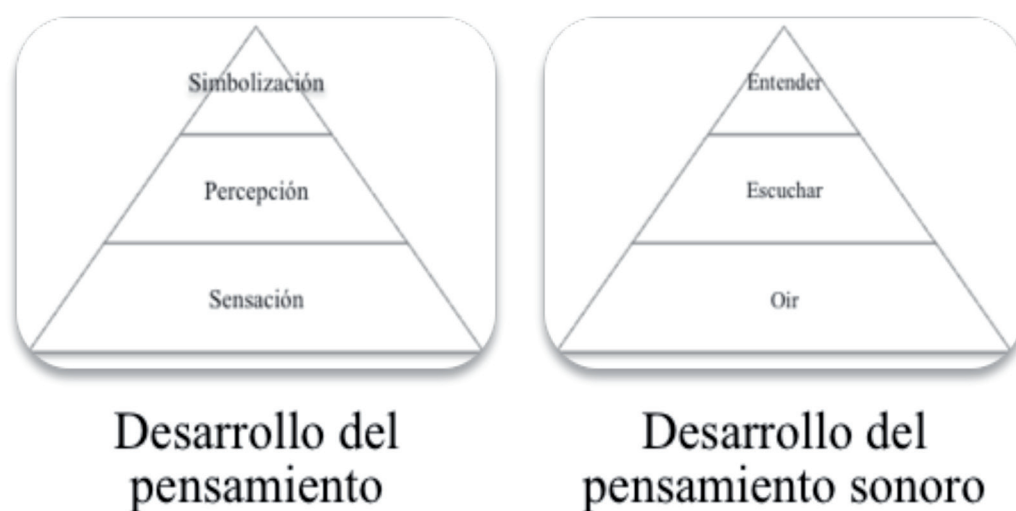 Simbolización
Percepción
Sensación
Desarrollo del
pensamiento
Entender
Escuchar
Oir
Desarrollo del
pensamiento sonoro